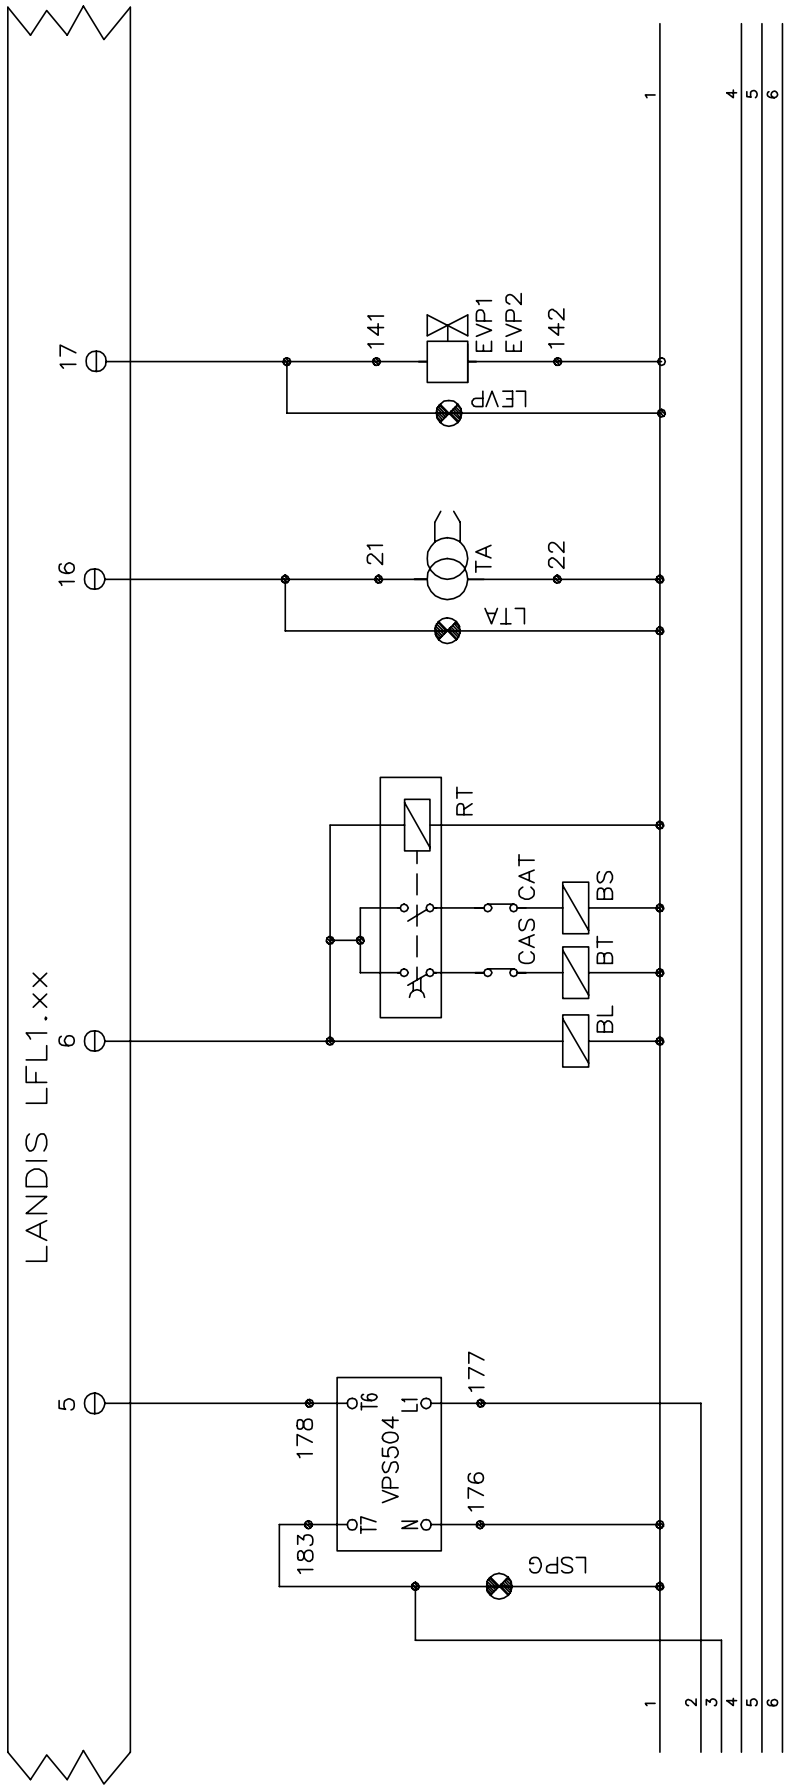 LANDIS LFL1.xx
5
6
16
17
178
T6
L1
177
183
T7
N
176
VPS504
LSPG
RT
CAS
CAT
BL
BT
BS
21
TA
22
LTA
141
EVP1
EVP2
142
LEVP
1
2
3
4
5
6
1
4
5
6